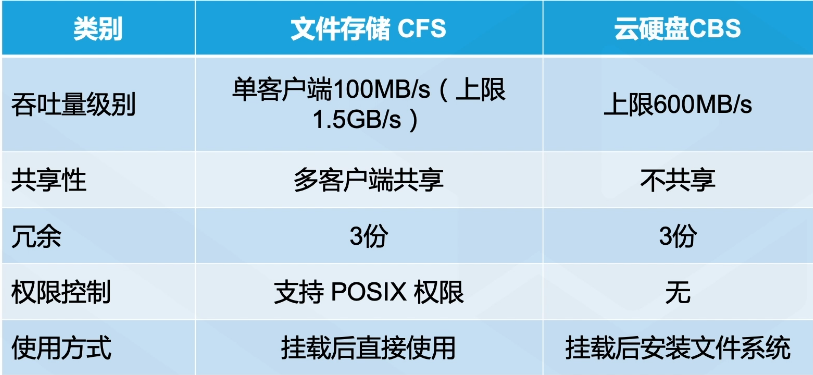 类别 文件存储 CFS 云硬盘CBS
吞吐量级别 单客户端100MB/s（上限 上限600MB/s
1.5GB/s）
共享性 多客户端共享 不共享
冗余 3份 3份
权限控制 支持 POSIX 权限 无
使用方式 挂载后直接使用 挂载后安装文件系统